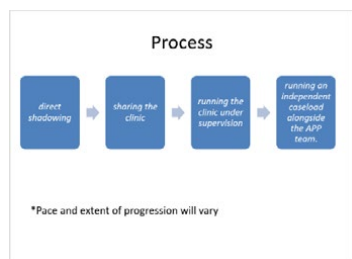 Process
direct
shadowing
sharing the
clinic
running the
clinic under
supervision
running an
independent
caseload
alongside
the APP
team.
*Pace and extent of progression will vary